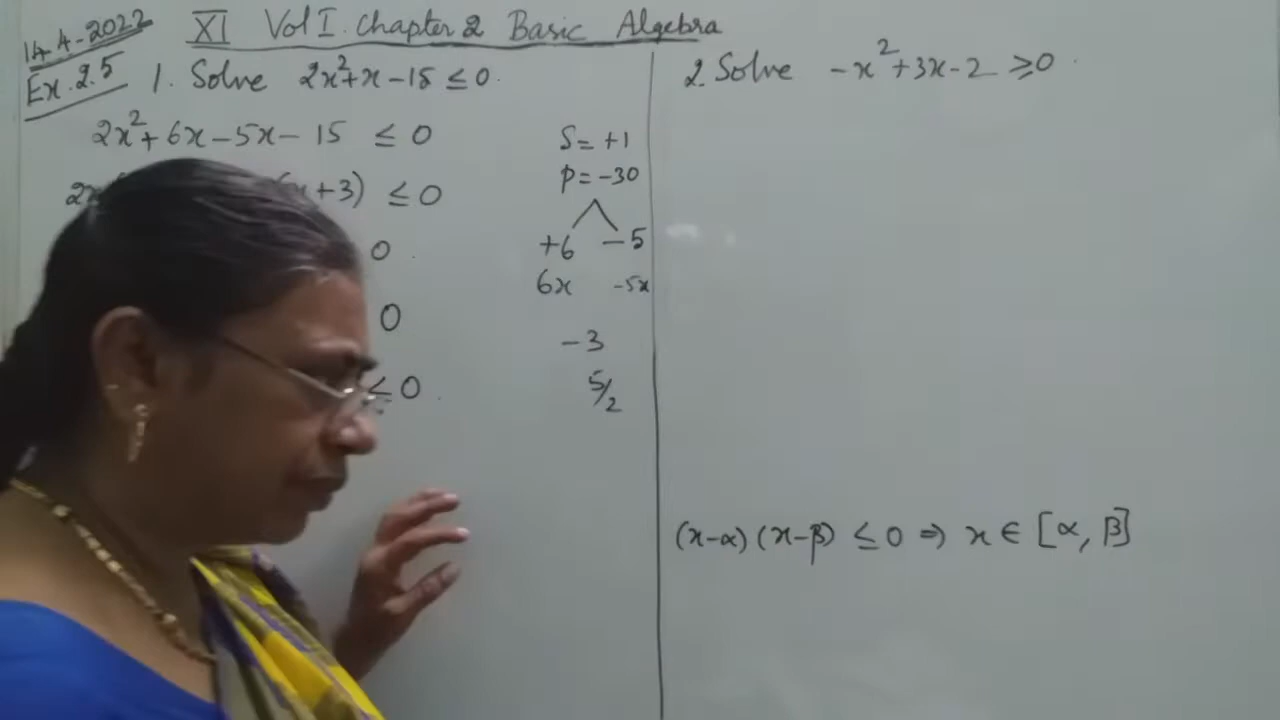 14-4-2022
XI Vol I. Chapter 2 Basic Algebra
Ex. 2.5
1. Solve 2x²+x-15 ≤ 0.
2x²+6x-5x-15 ≤ 0
+3) ≤ 0
0.
0
≤ 0.
S = +1
P = -30
+6 -5
6x -5x
-3
5/2
2. Solve -x²+3x-2 ≥ 0.
(x-α)(x-β) ≤ 0 ⇒ x ∈ [α, β]